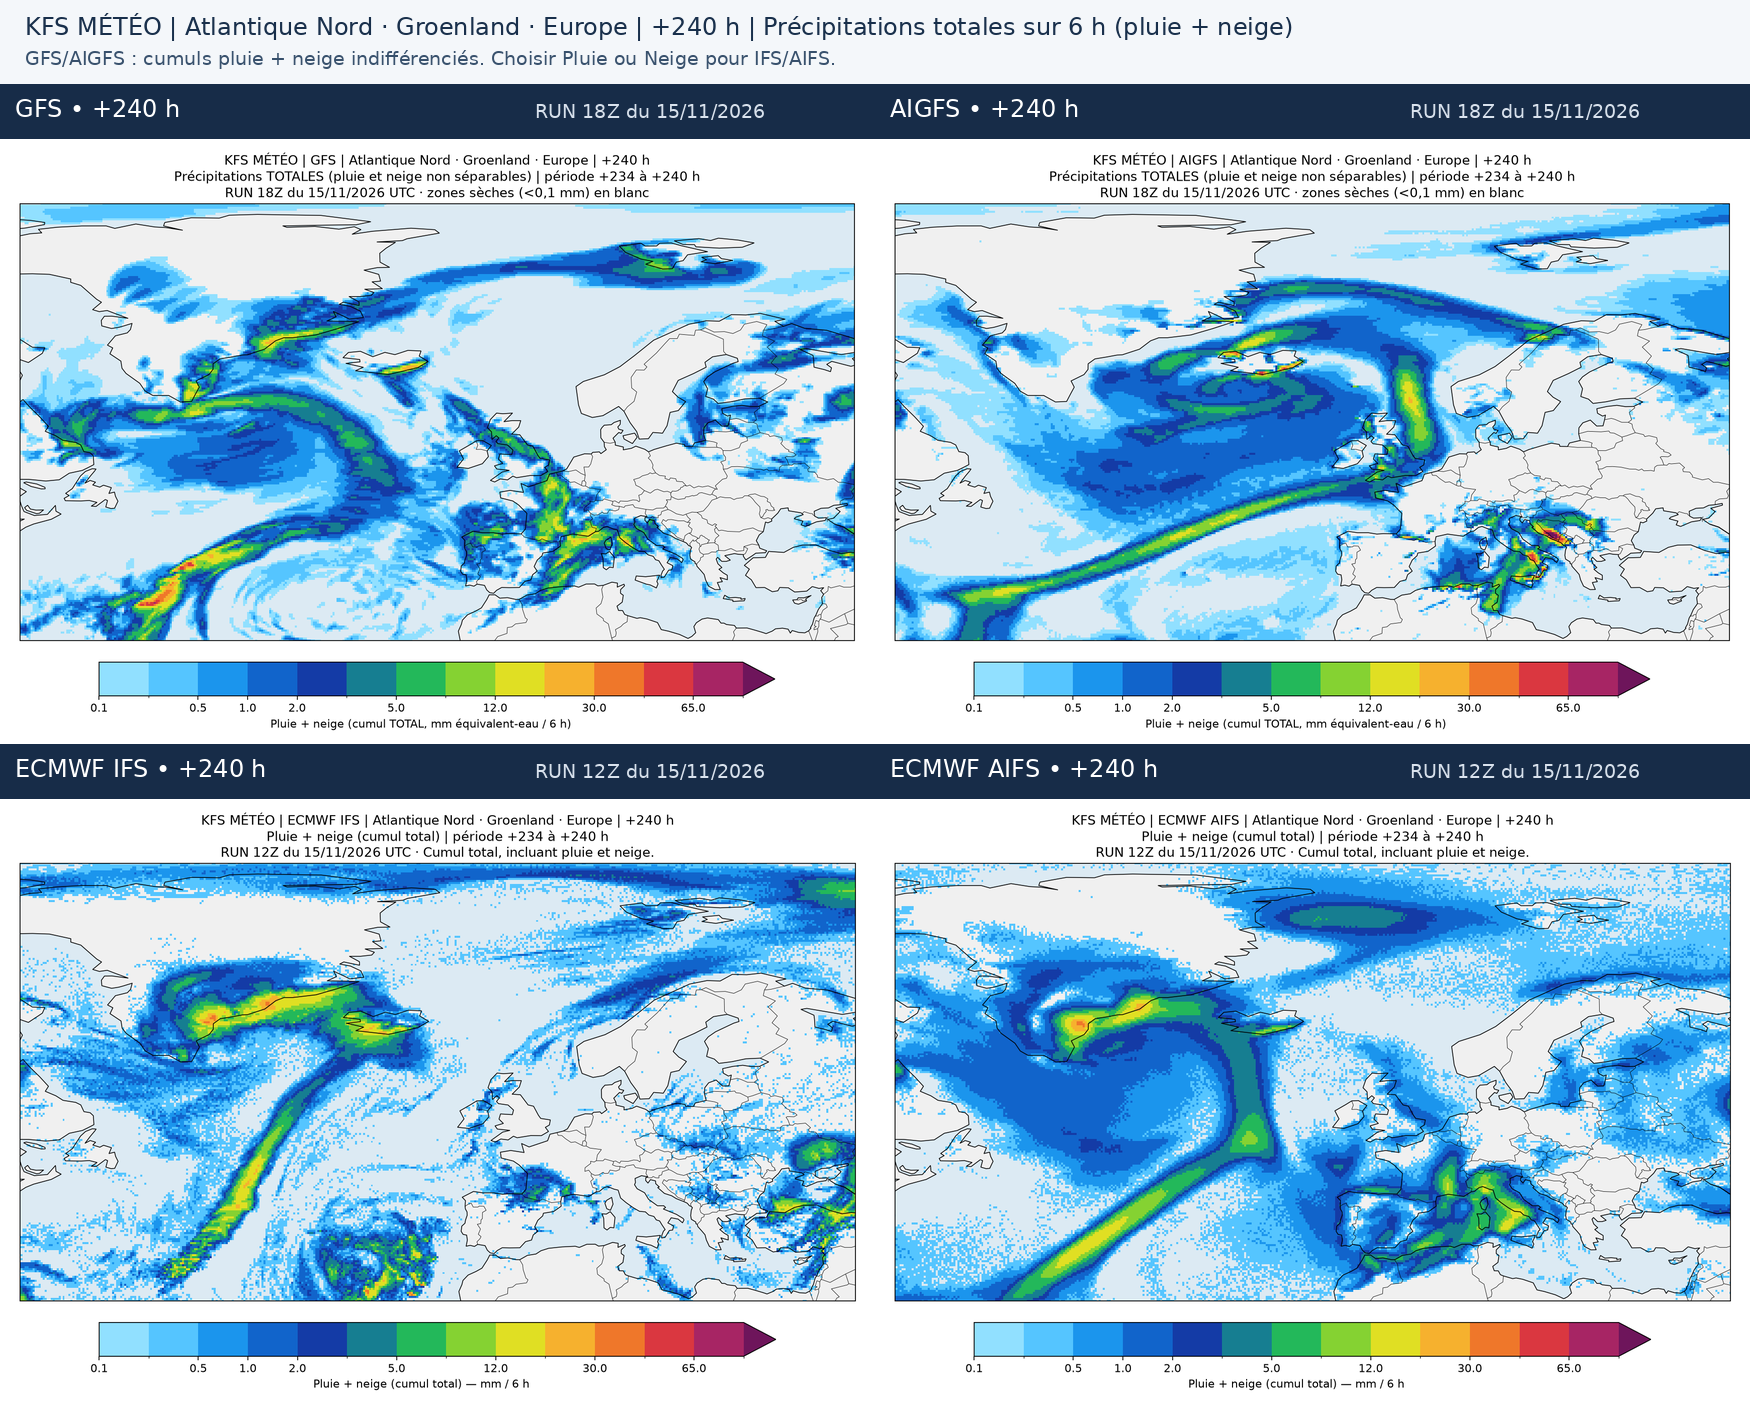 KFS MÉTÉO | Atlantique Nord · Groenland · Europe | +240 h | Précipitations totales sur 6 h (pluie + neige)
GFS/AIGFS : cumuls pluie + neige indifférenciés. Choisir Pluie ou Neige pour IFS/AIFS.
GFS • +240 h RUN 18Z du 15/11/2026
KFS MÉTÉO | GFS | Atlantique Nord · Groenland · Europe | +240 h
Précipitations TOTALES (pluie et neige non séparables) | période +234 à +240 h
RUN 18Z du 15/11/2026 UTC · zones sèches (<0,1 mm) en blanc
0.1 0.5 1.0 2.0 5.0 12.0 30.0 65.0
Pluie + neige (cumul TOTAL, mm équivalent-eau / 6 h)
AIGFS • +240 h RUN 18Z du 15/11/2026
KFS MÉTÉO | AIGFS | Atlantique Nord · Groenland · Europe | +240 h
Précipitations TOTALES (pluie et neige non séparables) | période +234 à +240 h
RUN 18Z du 15/11/2026 UTC · zones sèches (<0,1 mm) en blanc
0.1 0.5 1.0 2.0 5.0 12.0 30.0 65.0
Pluie + neige (cumul TOTAL, mm équivalent-eau / 6 h)
ECMWF IFS • +240 h RUN 12Z du 15/11/2026
KFS MÉTÉO | ECMWF IFS | Atlantique Nord · Groenland · Europe | +240 h
Pluie + neige (cumul total) | période +234 à +240 h
RUN 12Z du 15/11/2026 UTC · Cumul total, incluant pluie et neige.
0.1 0.5 1.0 2.0 5.0 12.0 30.0 65.0
Pluie + neige (cumul total) — mm / 6 h
ECMWF AIFS • +240 h RUN 12Z du 15/11/2026
KFS MÉTÉO | ECMWF AIFS | Atlantique Nord · Groenland · Europe | +240 h
Pluie + neige (cumul total) | période +234 à +240 h
RUN 12Z du 15/11/2026 UTC · Cumul total, incluant pluie et neige.
0.1 0.5 1.0 2.0 5.0 12.0 30.0 65.0
Pluie + neige (cumul total) — mm / 6 h